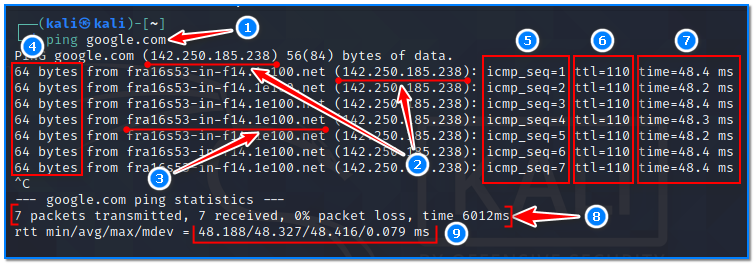 1
┌──(kali㉿kali)-[~]
└─$ ping google.com
4
PING google.com (142.250.185.238) 56(84) bytes of data.
5 6 7
64 bytes from fra16s53-in-f14.1e100.net (142.250.185.238): icmp_seq=1 ttl=110 time=48.4 ms
64 bytes from fra16s53-in-f14.1e100.net (142.250.185.238): icmp_seq=2 ttl=110 time=48.2 ms
64 bytes from fra16s53-in-f14.1e100.net (142.250.185.238): icmp_seq=3 ttl=110 time=48.4 ms
64 bytes from fra16s53-in-f14.1e100.net (142.250.185.238): icmp_seq=4 ttl=110 time=48.3 ms
64 bytes from fra16s53-in-f14.1e100.net (142.250.185.238): icmp_seq=5 ttl=110 time=48.2 ms
64 bytes from fra16s53-in-f14.1e100.net (142.250.185.238): icmp_seq=6 ttl=110 time=48.4 ms
64 bytes from fra16s53-in-f14.1e100.net (142.250.185.238): icmp_seq=7 ttl=110 time=48.4 ms
2
3
^C
--- google.com ping statistics ---
7 packets transmitted, 7 received, 0% packet loss, time 6012ms
8
rtt min/avg/max/mdev = 48.188/48.327/48.416/0.079 ms
9
KALI